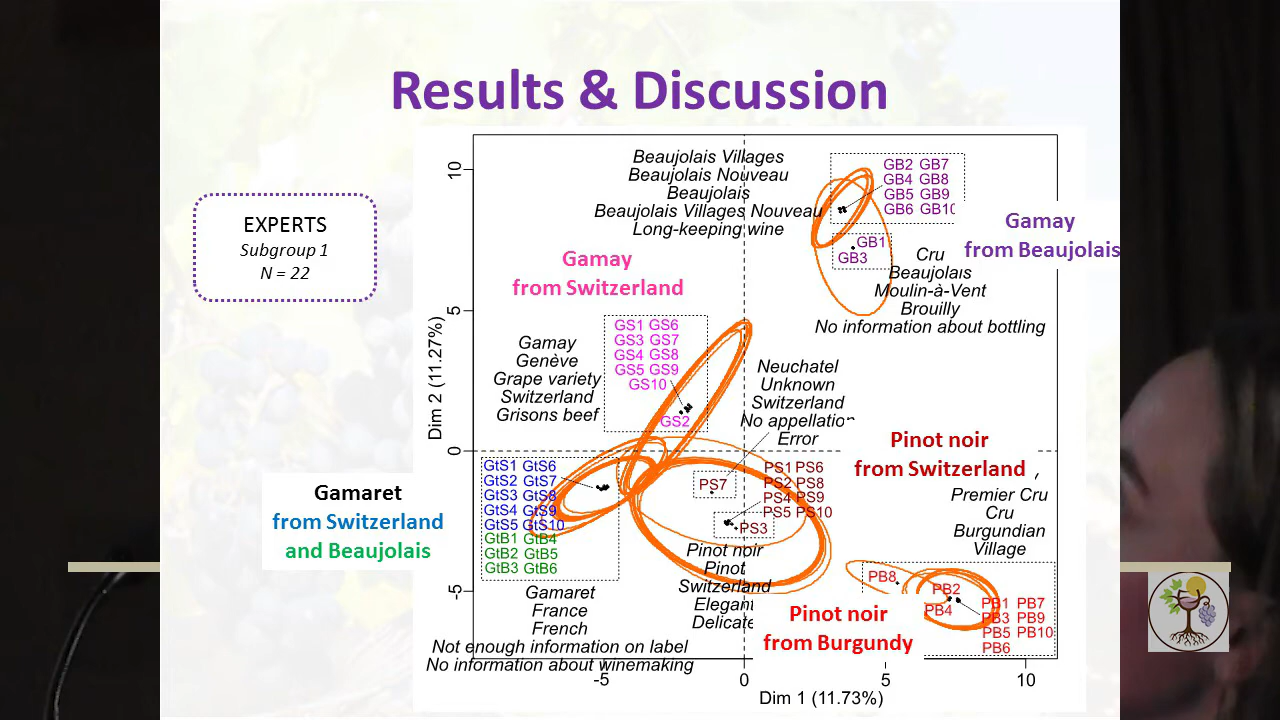 Results & Discussion
EXPERTS
Subgroup 1
N = 22
Beaujolais Villages
Beaujolais Nouveau
Beaujolais
Beaujolais Villages Nouveau
Long-keeping wine
GB2 GB7
GB4 GB8
GB5 GB9
GB6 GB10
GB1
GB3
Gamay
from Beaujolais
Cru
Beaujolais
Moulin-à-Vent
Brouilly
No information about bottling
Gamay
from Switzerland
GS1 GS6
GS3 GS7
GS4 GS8
GS5 GS9
GS10
GS2
Gamay
Genève
Grape variety
Switzerland
Grisons beef
Neuchatel
Unknown
Switzerland
No appellation
Error
Pinot noir
from Switzerland
PS1 PS6
PS2 PS8
PS4 PS9
PS5 PS10
PS7
PS3
Pinot noir
Pinot
Switzerland
Elegant
Delicate
Gamaret
from Switzerland
and Beaujolais
GtS1 GtS6
GtS2 GtS7
GtS3 GtS8
GtS4 GtS9
GtS5 GtS10
GtB1 GtB4
GtB2 GtB5
GtB3 GtB6
Gamaret
France
French
Not enough information on label
No information about winemaking
Premier Cru
Cru
Burgundian
Village
Pinot noir
from Burgundy
PB8
PB2
PB4
PB1 PB7
PB3 PB9
PB5 PB10
PB6
Dim 2 (11.27%)
10
5
0
-5
-5 0 5 10
Dim 1 (11.73%)